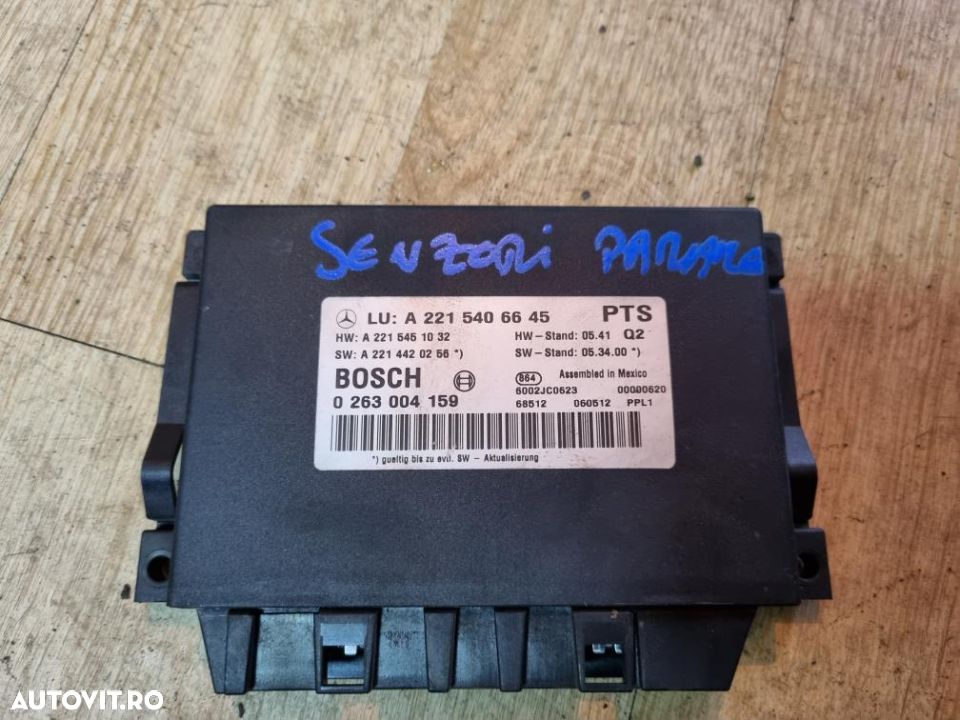 SENZORI PARCARE
LU: A 221 540 66 45 PTS
HW: A 221 545 10 32 HW-Stand: 05.41 Q2
SW: A 221 442 02 56 *) SW-Stand: 05.34.00 *)
BOSCH 864 Assembled in Mexico
6002JC0623 00000620
0 263 004 159 68512 060512 PPL1
*) gueltig bis zu evtl. SW - Aktualisierung
AUTOVIT.RO